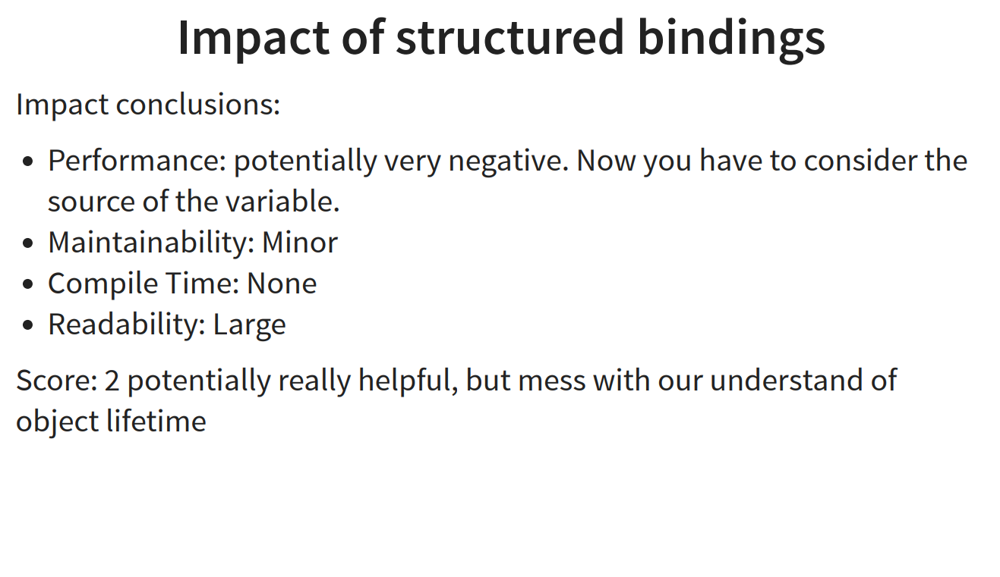 Impact of structured bindings
Impact conclusions:
• Performance: potentially very negative. Now you have to consider the
source of the variable.
• Maintainability: Minor
• Compile Time: None
• Readability: Large
Score: 2 potentially really helpful, but mess with our understand of
object lifetime